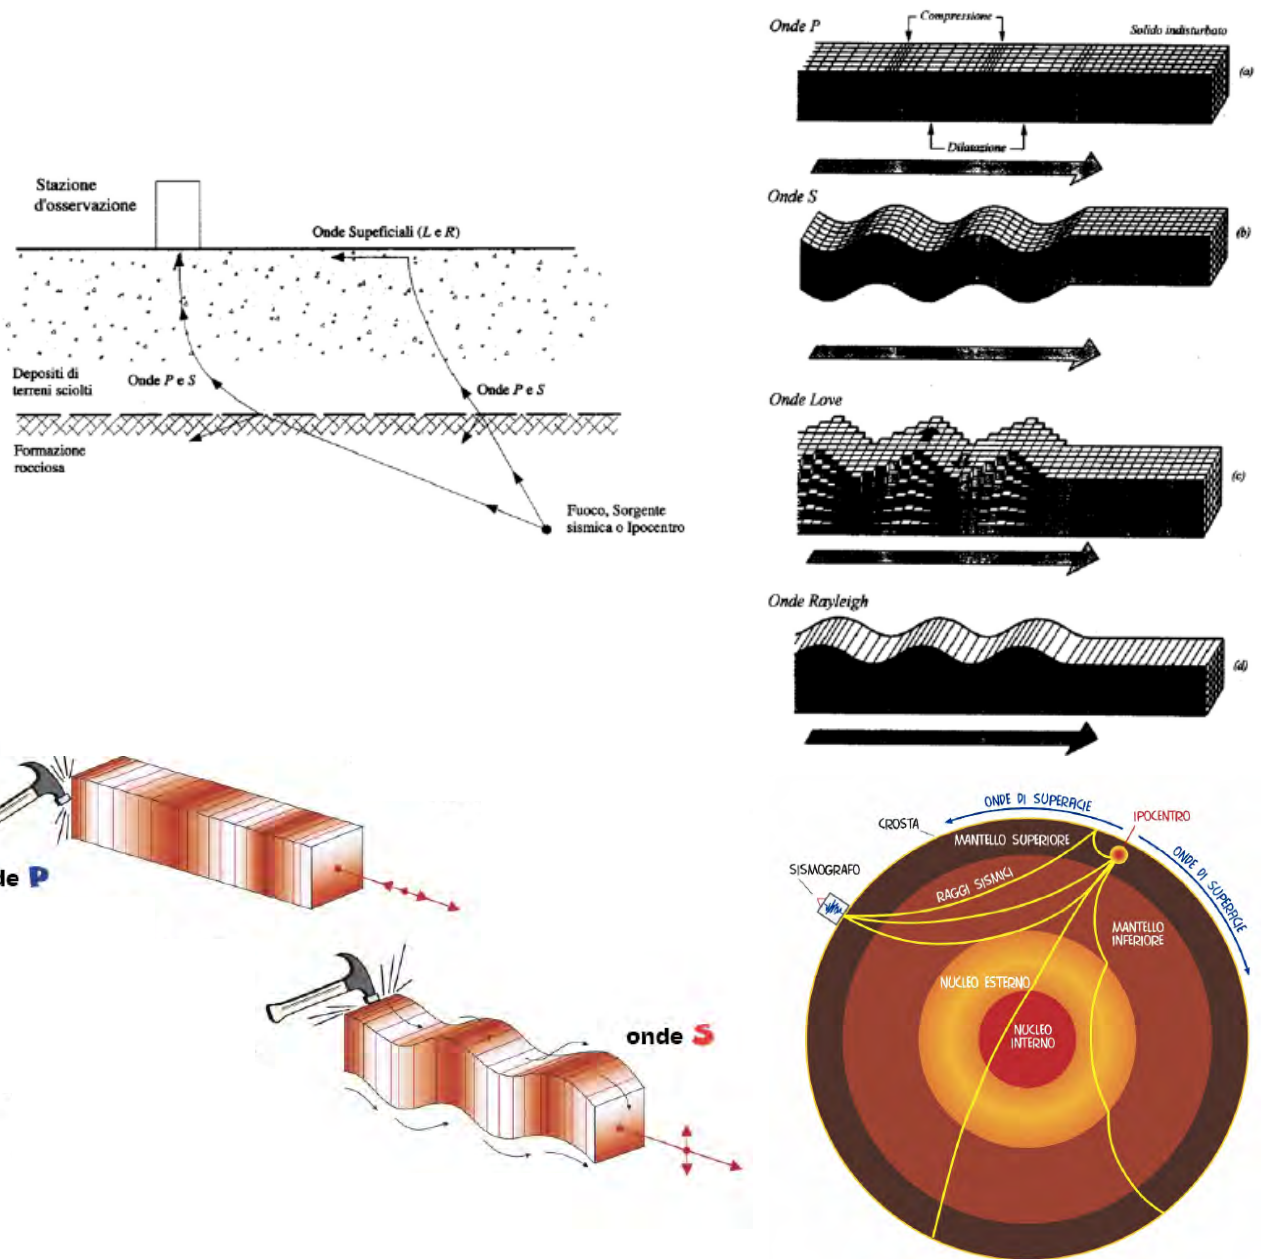 Stazione
d'osservazione
Onde Supeficiali (L e R)
Depositi di
terreni sciolti
Onde P e S
Onde P e S
Formazione
rocciosa
Fuoco, Sorgente
sismica o Ipocentro
Onde P
Compressione
Solido indisturbato
(a)
Dilatazione
Onde S
(b)
Onde Love
(c)
Onde Rayleigh
(d)
de P
onde S
ONDE DI SUPERFICIE
IPOCENTRO
CROSTA
MANTELLO SUPERIORE
SISMOGRAFO
RAGGI SISMICI
ONDE DI SUPERFICIE
MANTELLO
INFERIORE
NUCLEO ESTERNO
NUCLEO
INTERNO